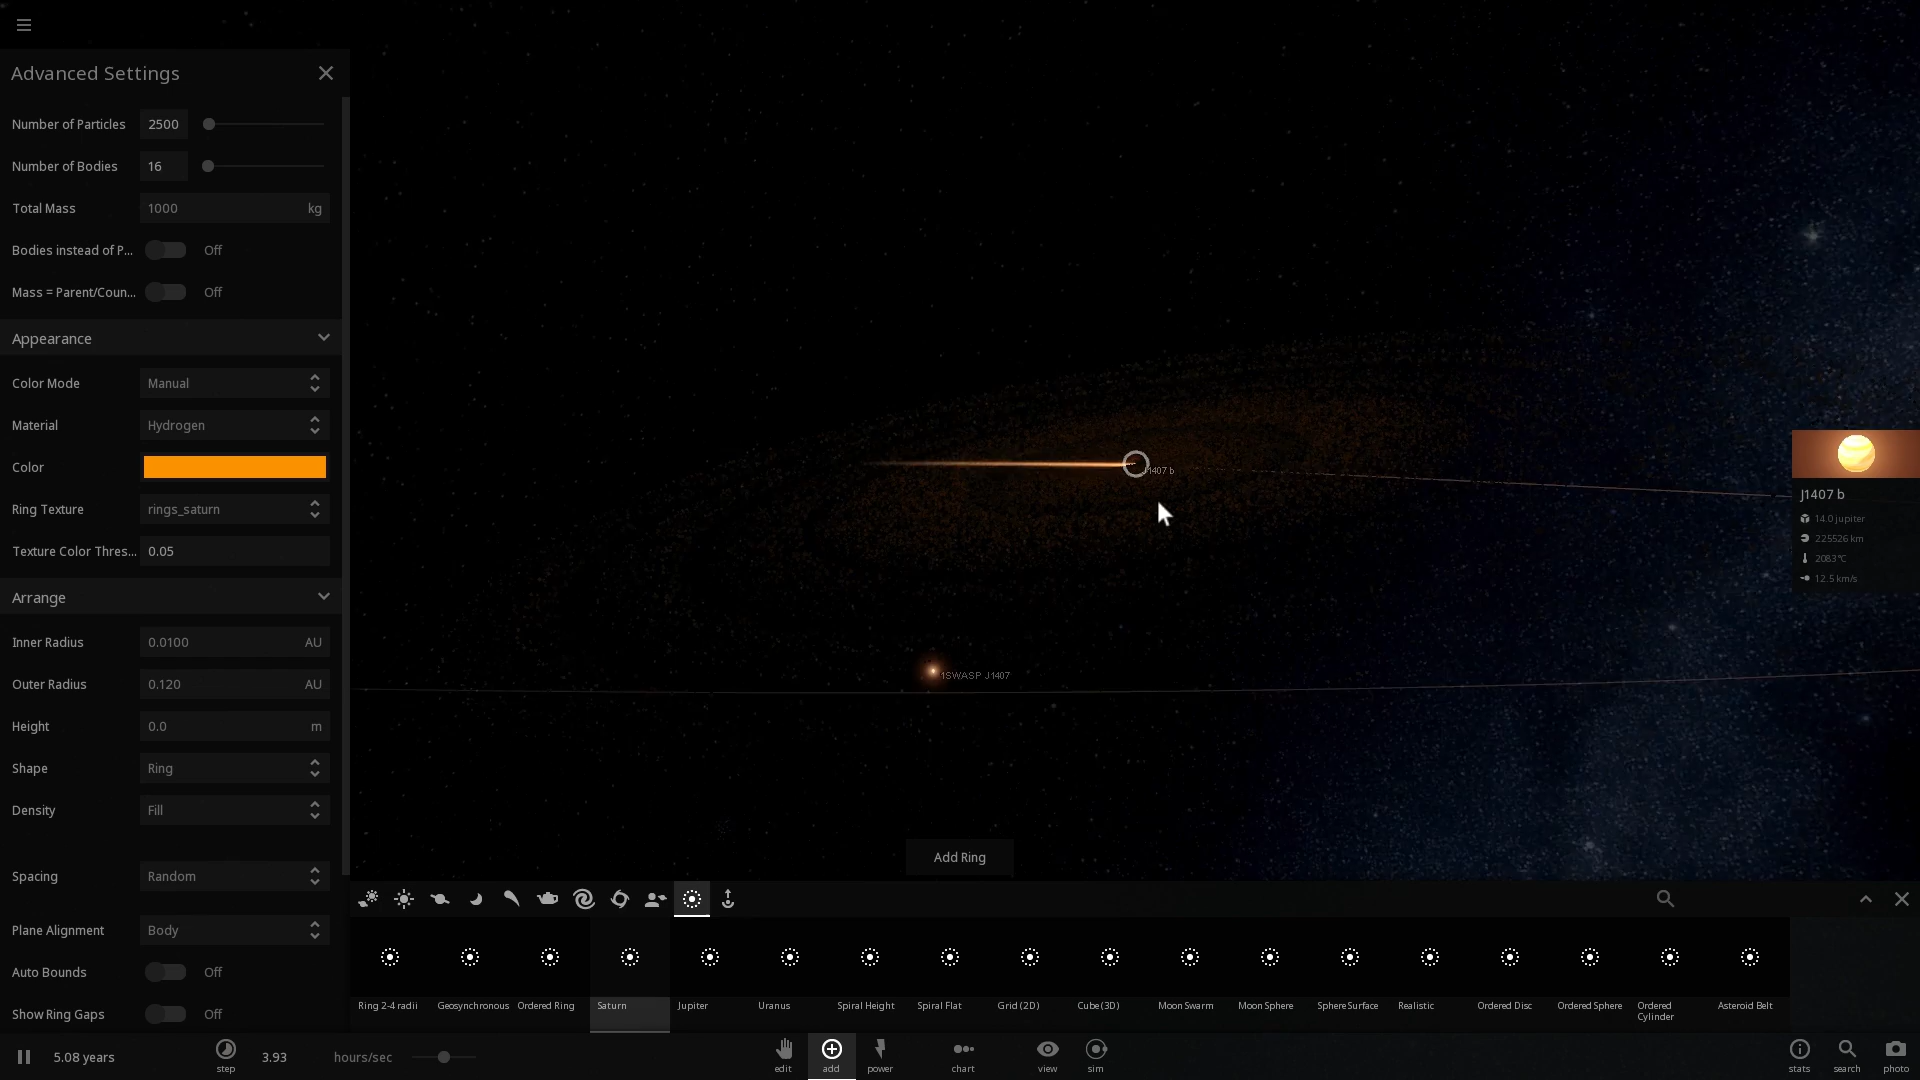 Advanced Settings
Number of Particles 2500
Number of Bodies 16
Total Mass 1000 kg
Bodies instead of P... Off
Mass = Parent/Coun... Off
Appearance
Color Mode Manual
Material Hydrogen
Color
Ring Texture rings_saturn
Texture Color Thres... 0.05
Arrange
Inner Radius 0.0100 AU
Outer Radius 0.120 AU
Height 0.0 m
Shape Ring
Density Fill
Spacing Random
Plane Alignment Body
Auto Bounds Off
Show Ring Gaps Off
J1407 b
1SWASP J1407
J1407 b
14.0 jupiter
225526 km
2083°C
12.5 km/s
Add Ring
Ring 2-4 radii
Geosynchronous
Ordered Ring
Saturn
Jupiter
Uranus
Spiral Height
Spiral Flat
Grid (2D)
Cube (3D)
Moon Swarm
Moon Sphere
Sphere Surface
Realistic
Ordered Disc
Ordered Sphere
Ordered
Cylinder
Asteroid Belt
5.08 years
step
3.93 hours/sec
edit
add
power
chart
view
sim
stats
search
photo